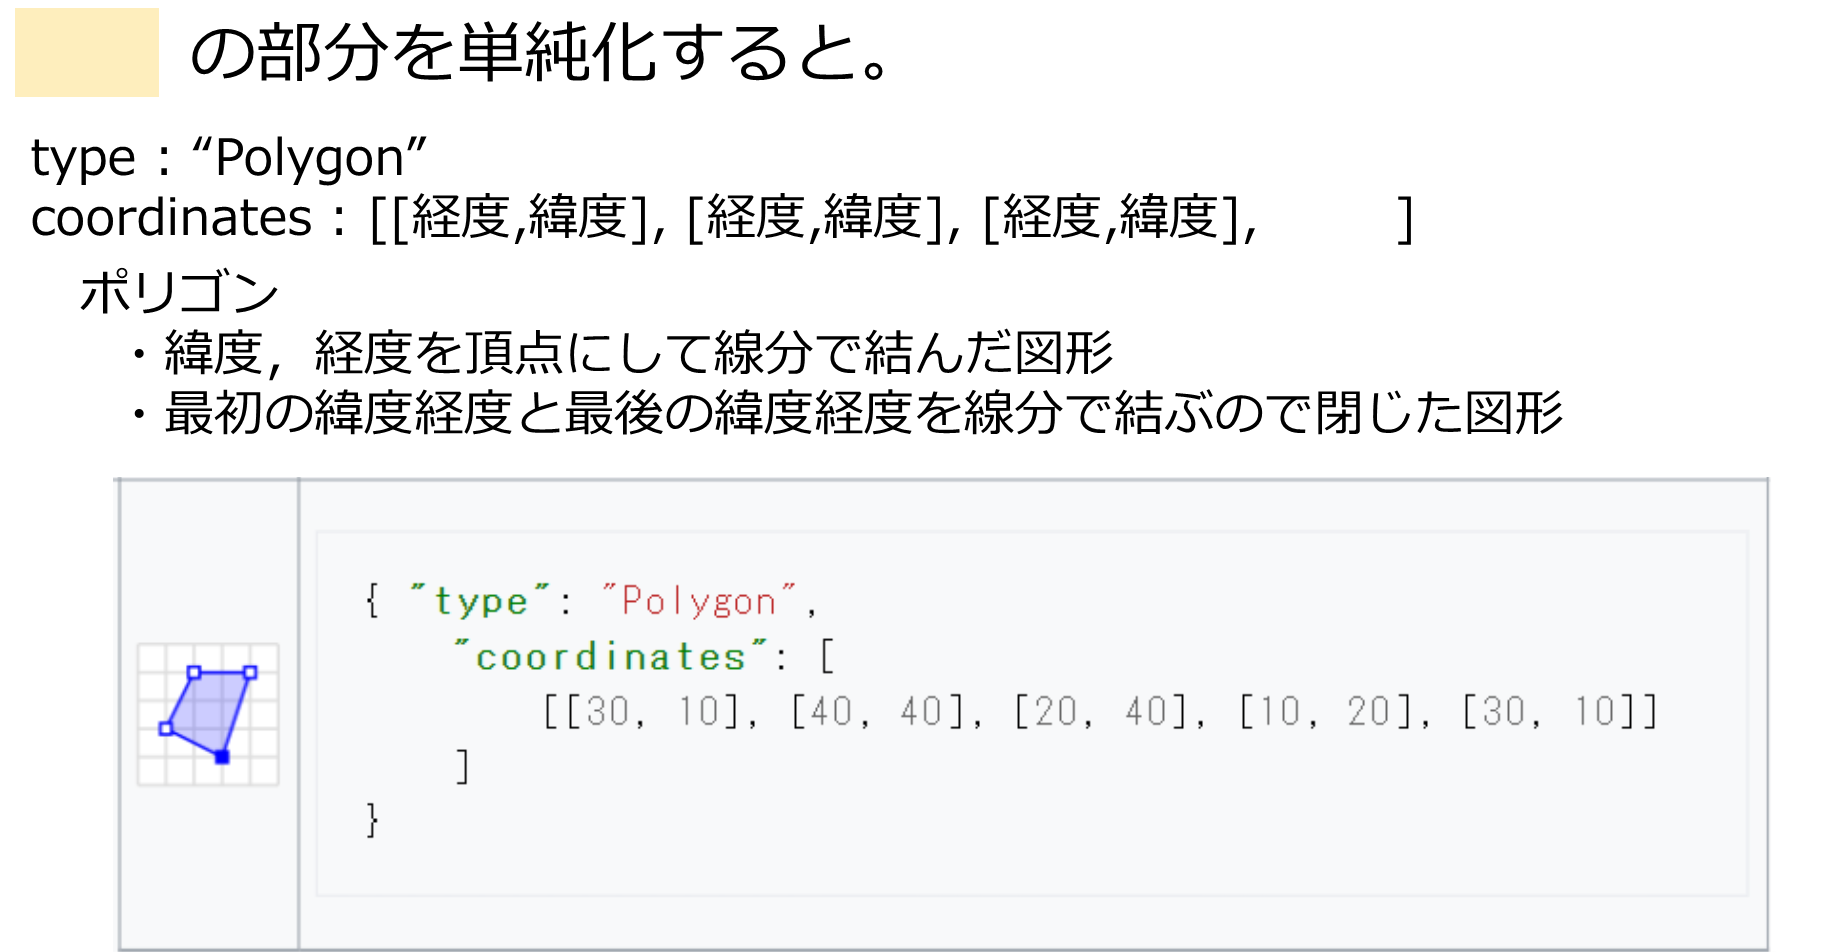 の部分を単純化すると。
type：“Polygon”
coordinates：[[経度,緯度], [経度,緯度], [経度,緯度],　　　]
ポリゴン
・緯度，経度を頂点にして線分で結んだ図形
・最初の緯度経度と最後の緯度経度を線分で結ぶので閉じた図形
{ "type": "Polygon",
"coordinates": [
[[30, 10], [40, 40], [20, 40], [10, 20], [30, 10]]
]
}